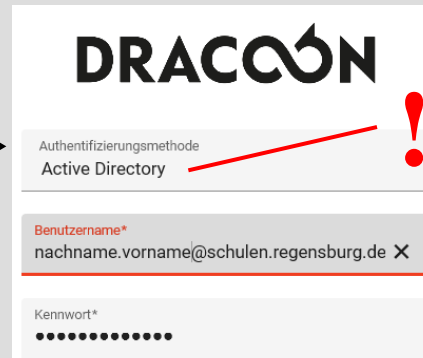 DRACOON
!
Authentifizierungsmethode
Active Directory
Benutzername*
nachname.vorname@schulen.regensburg.de
Kennwort*
•••••••••••••